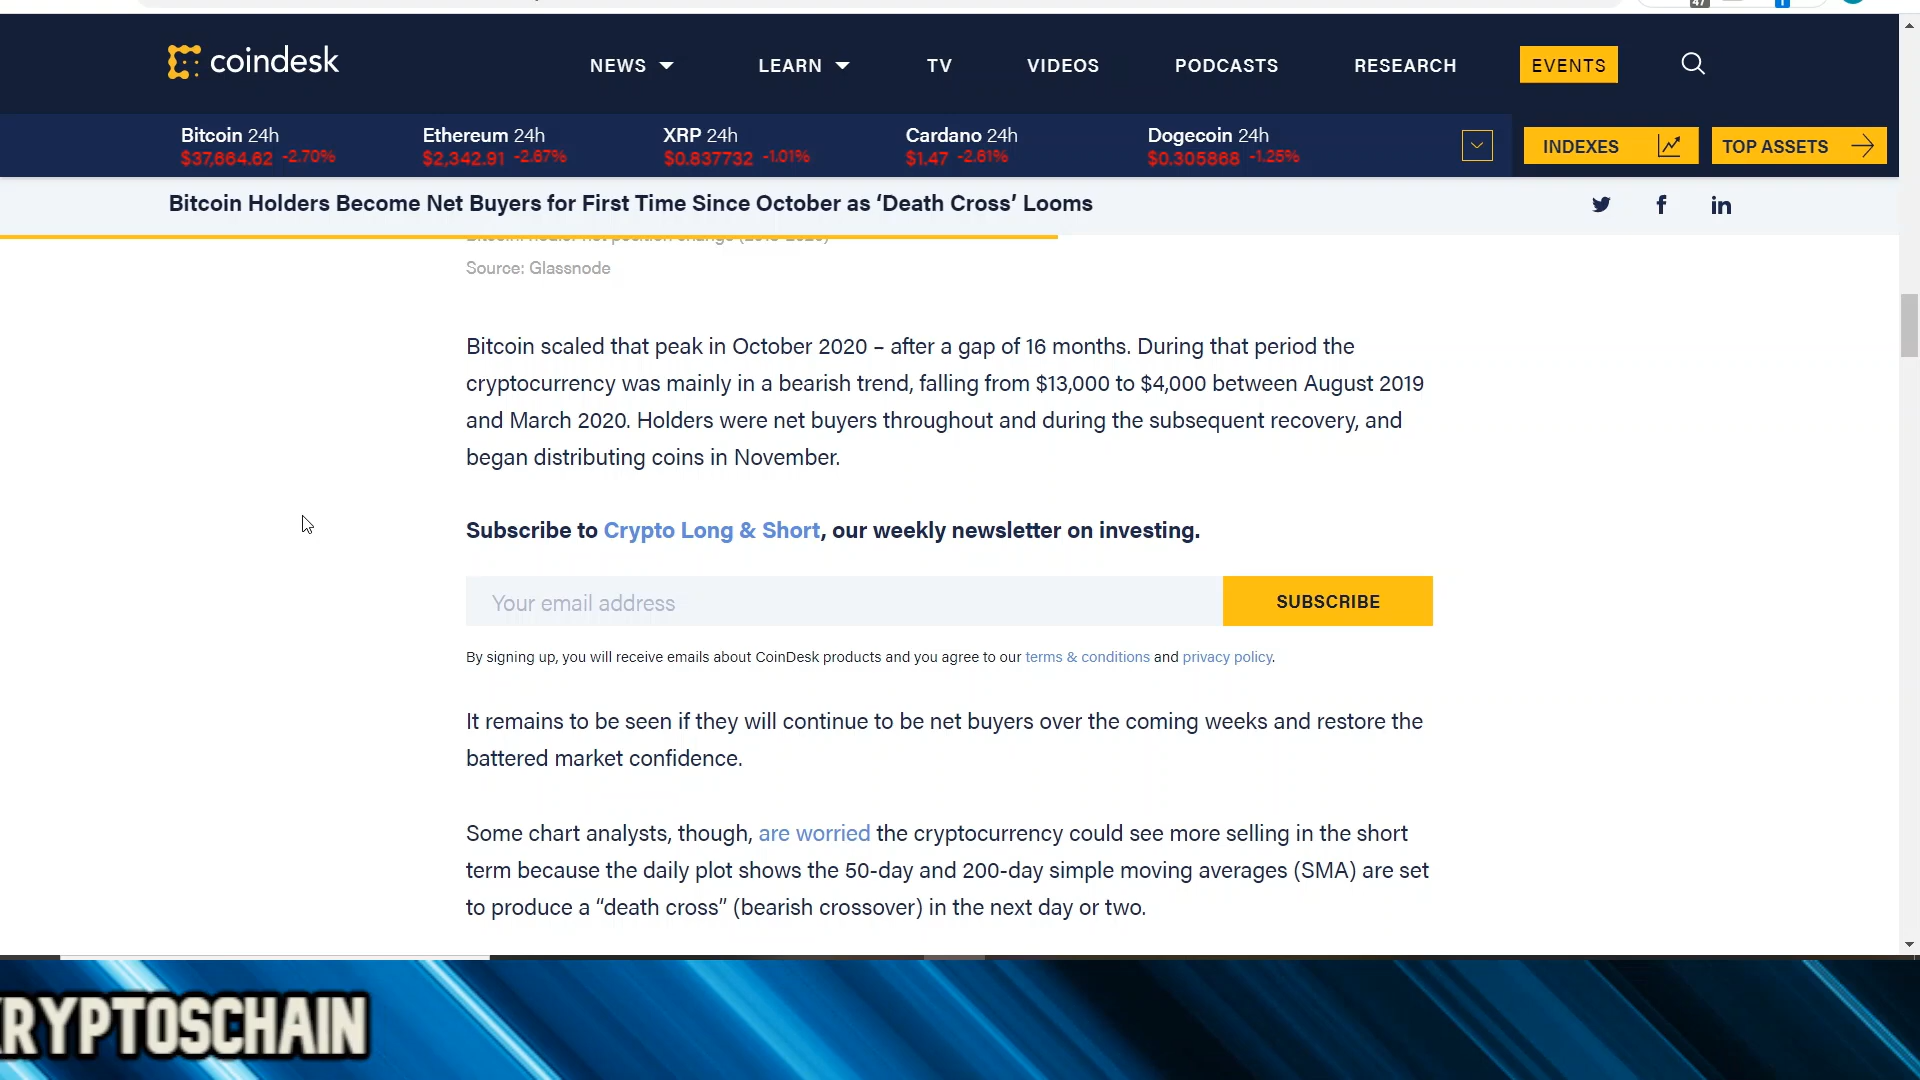 47
coindesk
NEWS
LEARN
TV
VIDEOS
PODCASTS
RESEARCH
EVENTS
Bitcoin 24h
$37,664.62 -2.70%
Ethereum 24h
$2,342.91 -2.67%
XRP 24h
$0.837732 -1.01%
Cardano 24h
$1.47 -2.61%
Dogecoin 24h
$0.305868 -1.25%
INDEXES
TOP ASSETS
Bitcoin Holders Become Net Buyers for First Time Since October as ‘Death Cross’ Looms
Source: Glassnode
Bitcoin scaled that peak in October 2020 – after a gap of 16 months. During that period the
cryptocurrency was mainly in a bearish trend, falling from $13,000 to $4,000 between August 2019
and March 2020. Holders were net buyers throughout and during the subsequent recovery, and
began distributing coins in November.
Subscribe to Crypto Long & Short, our weekly newsletter on investing.
Your email address
SUBSCRIBE
By signing up, you will receive emails about CoinDesk products and you agree to our terms & conditions and privacy policy.
It remains to be seen if they will continue to be net buyers over the coming weeks and restore the
battered market confidence.
Some chart analysts, though, are worried the cryptocurrency could see more selling in the short
term because the daily plot shows the 50-day and 200-day simple moving averages (SMA) are set
to produce a “death cross” (bearish crossover) in the next day or two.
RYPTOSCHAIN